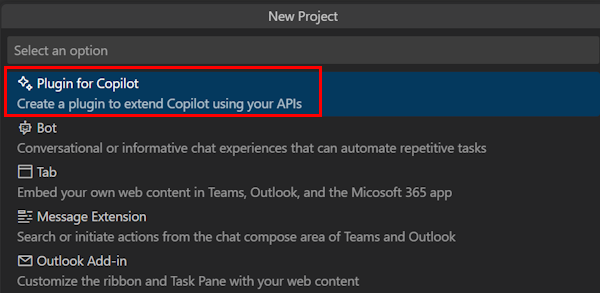 New Project
Select an option
Plugin for Copilot
Create a plugin to extend Copilot using your APIs
Bot
Conversational or informative chat experiences that can automate repetitive tasks
Tab
Embed your own web content in Teams, Outlook, and the Microsoft 365 app
Message Extension
Search or initiate actions from the chat compose area of Teams and Outlook
Outlook Add-in
Customize the ribbon and Task Pane with your web content